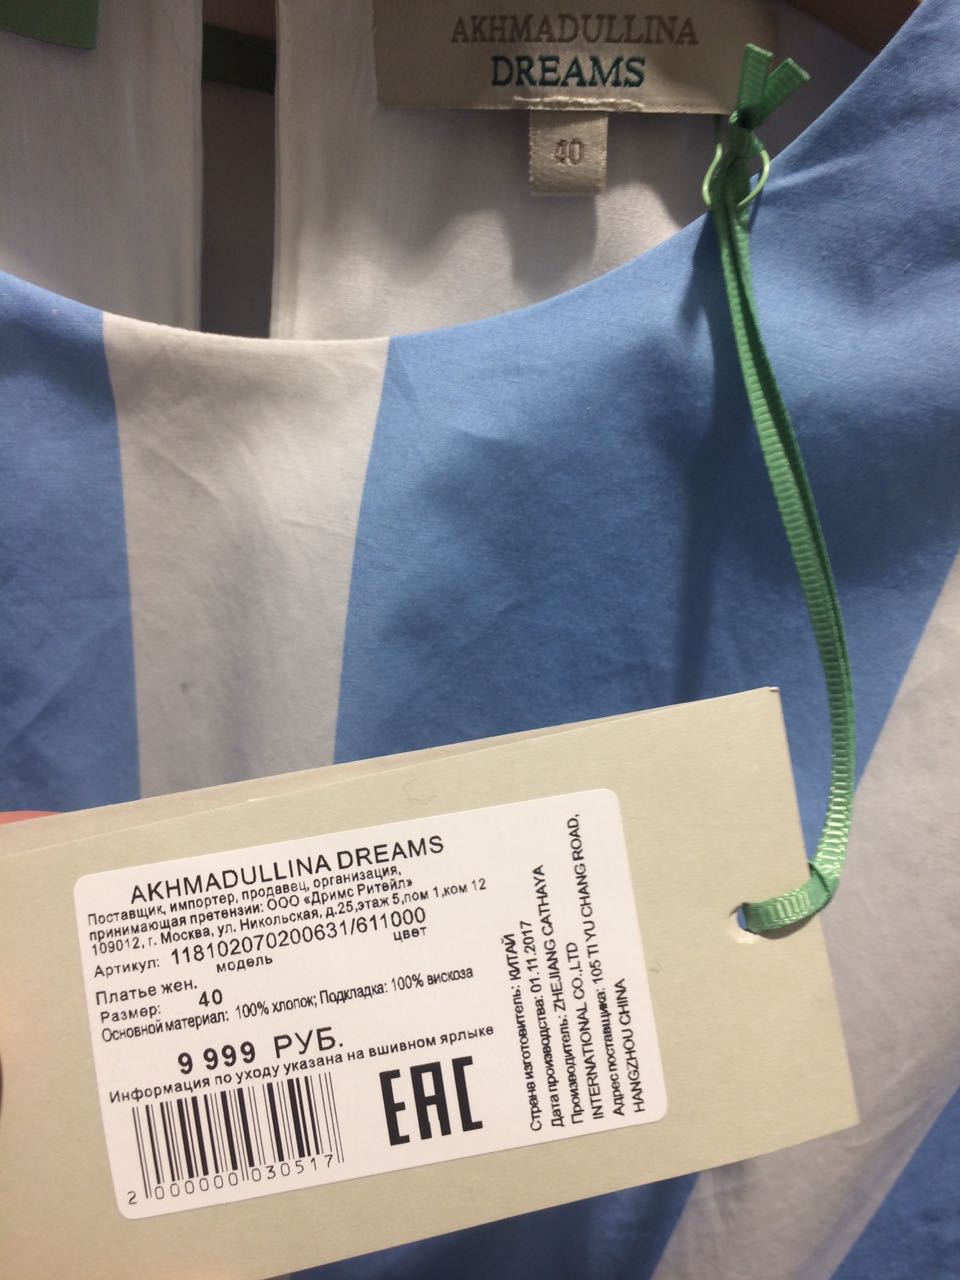 AKHMADULLINA
DREAMS
40
AKHMADULLINA DREAMS
Поставщик, импортер, продавец, организация,
принимающая претензии: ООО «Дримс Ритейл»
109012, г. Москва, ул. Никольская, д.25,этаж 5,пом 1,ком 12
Артикул: 118102070200631/611000
модель цвет
Платье жен.
Размер: 40
Основной материал: 100% хлопок; Подкладка: 100% вискоза
9 999 РУБ.
Информация по уходу указана на вшивном ярлыке
EAC
2 000000 030517
Страна изготовитель: КИТАЙ
Дата производства: 01.11.2017
Производитель: ZHEJIANG CATHAYA
INTERNATIONAL CO.,LTD
Адрес поставщика: 105 TI YU CHANG ROAD,
HANGZHOU CHINA